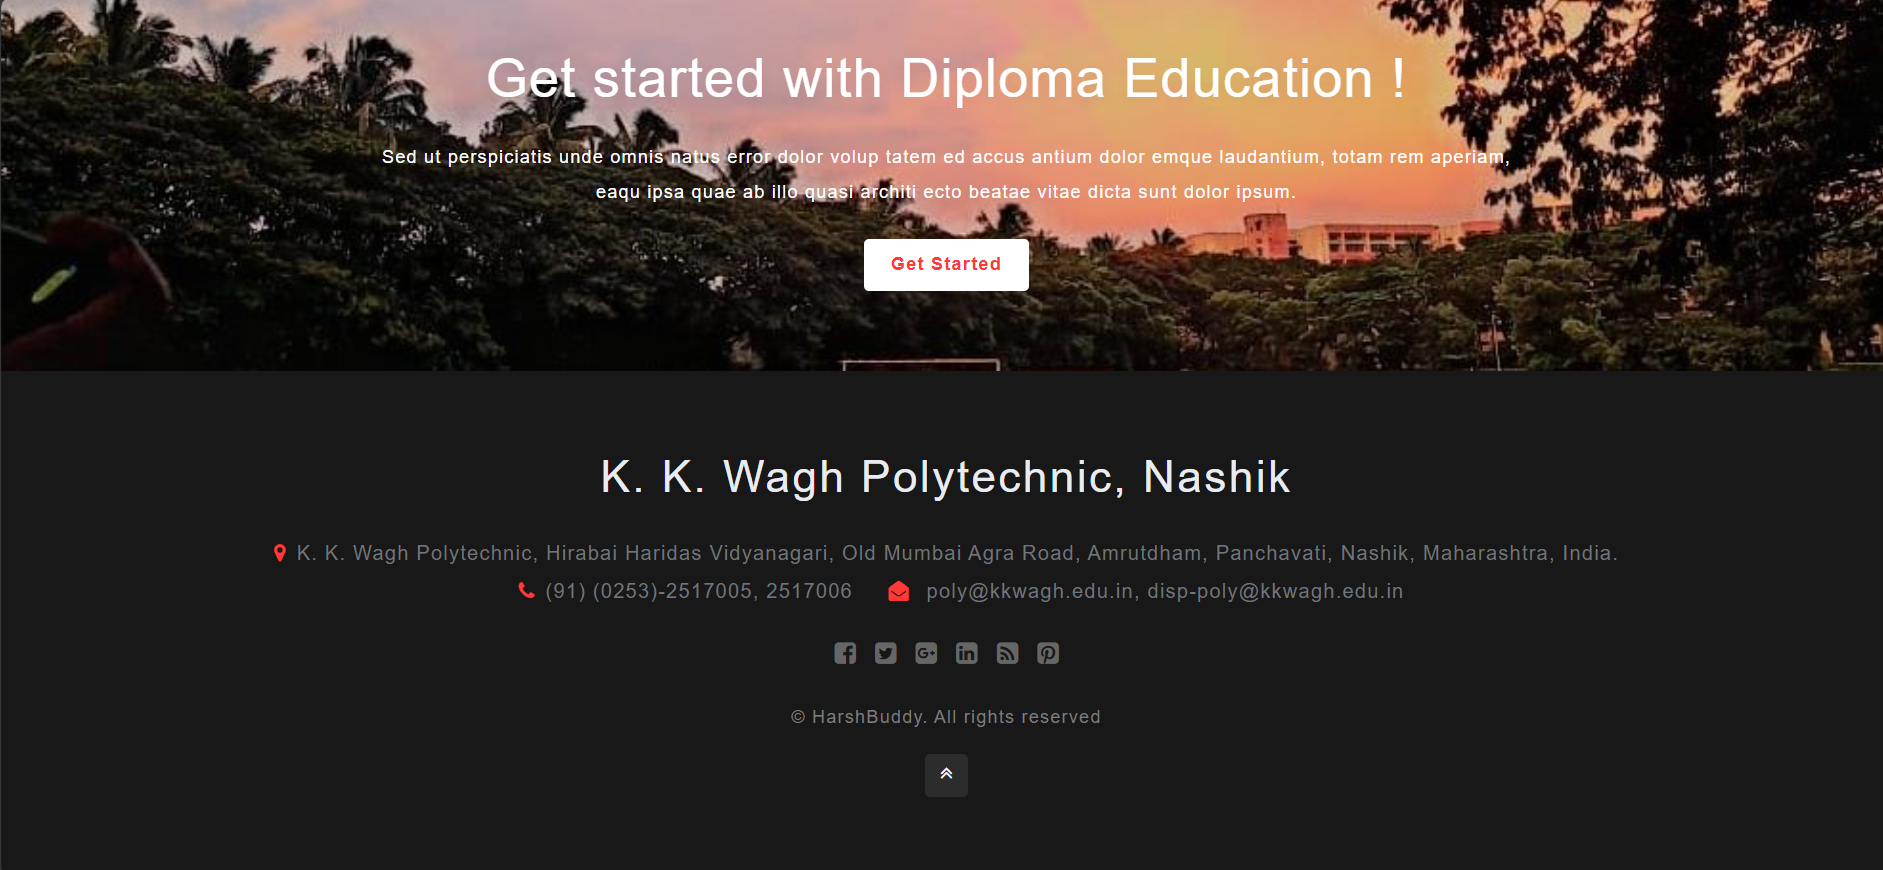 Get started with Diploma Education !
Sed ut perspiciatis unde omnis natus error dolor volup tatem ed accus antium dolor emque laudantium, totam rem aperiam,
eaqu ipsa quae ab illo quasi architi ecto beatae vitae dicta sunt dolor ipsum.
Get Started
K. K. Wagh Polytechnic, Nashik
K. K. Wagh Polytechnic, Hirabai Haridas Vidyanagari, Old Mumbai Agra Road, Amrutdham, Panchavati, Nashik, Maharashtra, India.
(91) (0253)-2517005, 2517006 poly@kkwagh.edu.in, disp-poly@kkwagh.edu.in
© HarshBuddy. All rights reserved